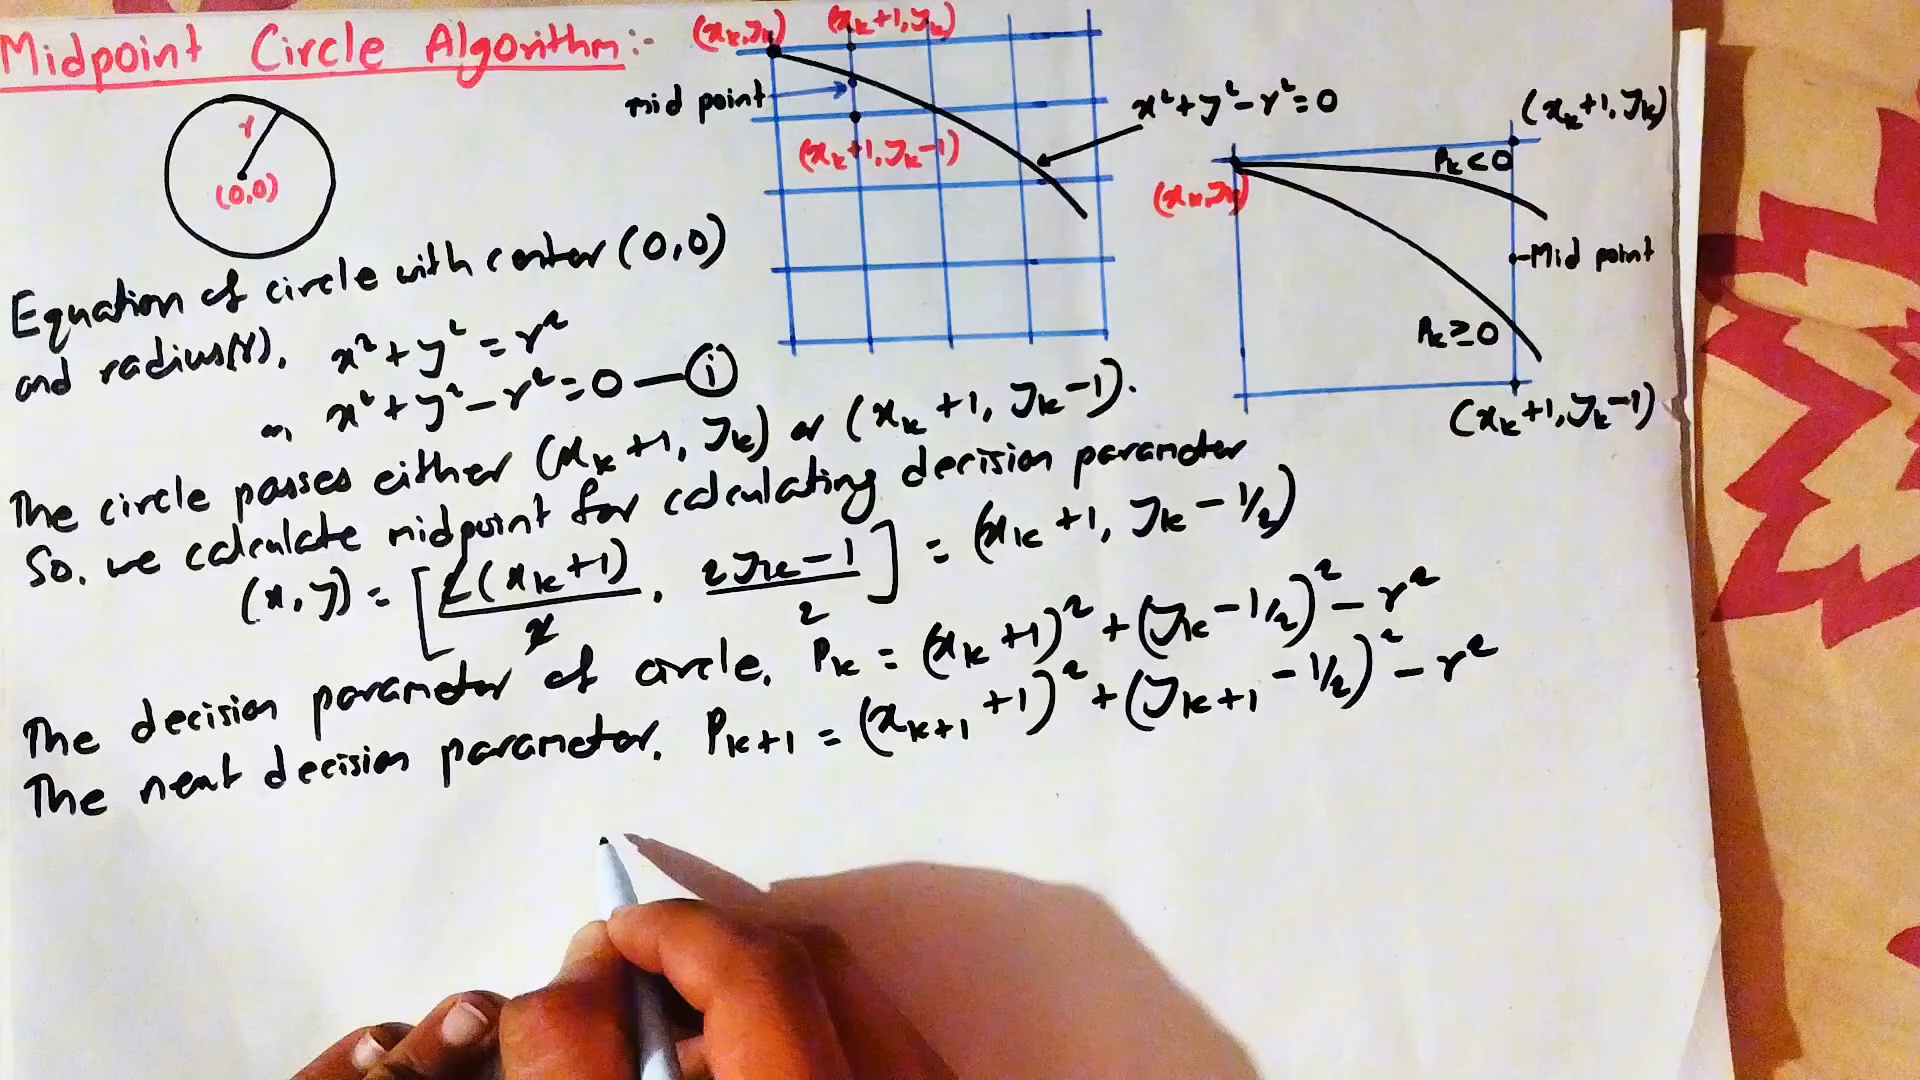 Midpoint Circle Algorithm:-
(xₖ,yₖ)
(xₖ+1,yₖ)
mid point
(xₖ+1,yₖ-1)
x²+y²-r²=0
(xₖ+1,yₖ)
Pₖ<0
(xₖ,yₖ)
Mid point
Pₖ≥0
(xₖ+1,yₖ-1)
r
(0,0)
Equation of circle with center (0,0)
and radius(r), x²+y²=r²
or, x²+y²-r²=0 — (i)
The circle passes either (xₖ+1, yₖ) or (xₖ+1, yₖ-1).
So, we calculate midpoint for calculating decision parameter
(x,y) = [2(xₖ+1)/2, 2yₖ-1/2] = (xₖ+1, yₖ-1/2)
The decision parameter of circle, Pₖ = (xₖ+1)²+(yₖ-1/2)²-r²
The next decision parameter, Pₖ₊₁ = (xₖ₊₁+1)²+(yₖ₊₁-1/2)²-r²